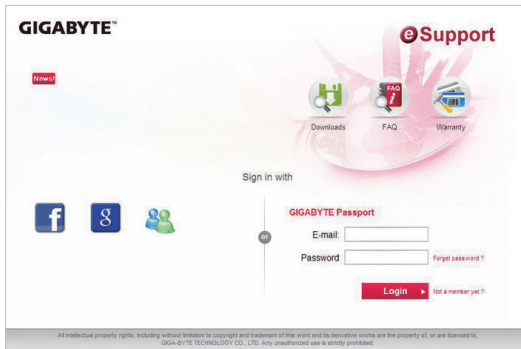 GIGABYTE™
eSupport
News!
FAQ
Downloads
FAQ
Warranty
Sign in with
or
GIGABYTE Passport
E-mail:
Password
Forget password ?
Login
Not a member yet ?
All intellectual property rights, including without limitation to copyright and trademark of this work and its derivative works are the property of, or are licensed to,
GIGA-BYTE TECHNOLOGY CO., LTD. Any unauthorized use is strictly prohibited.